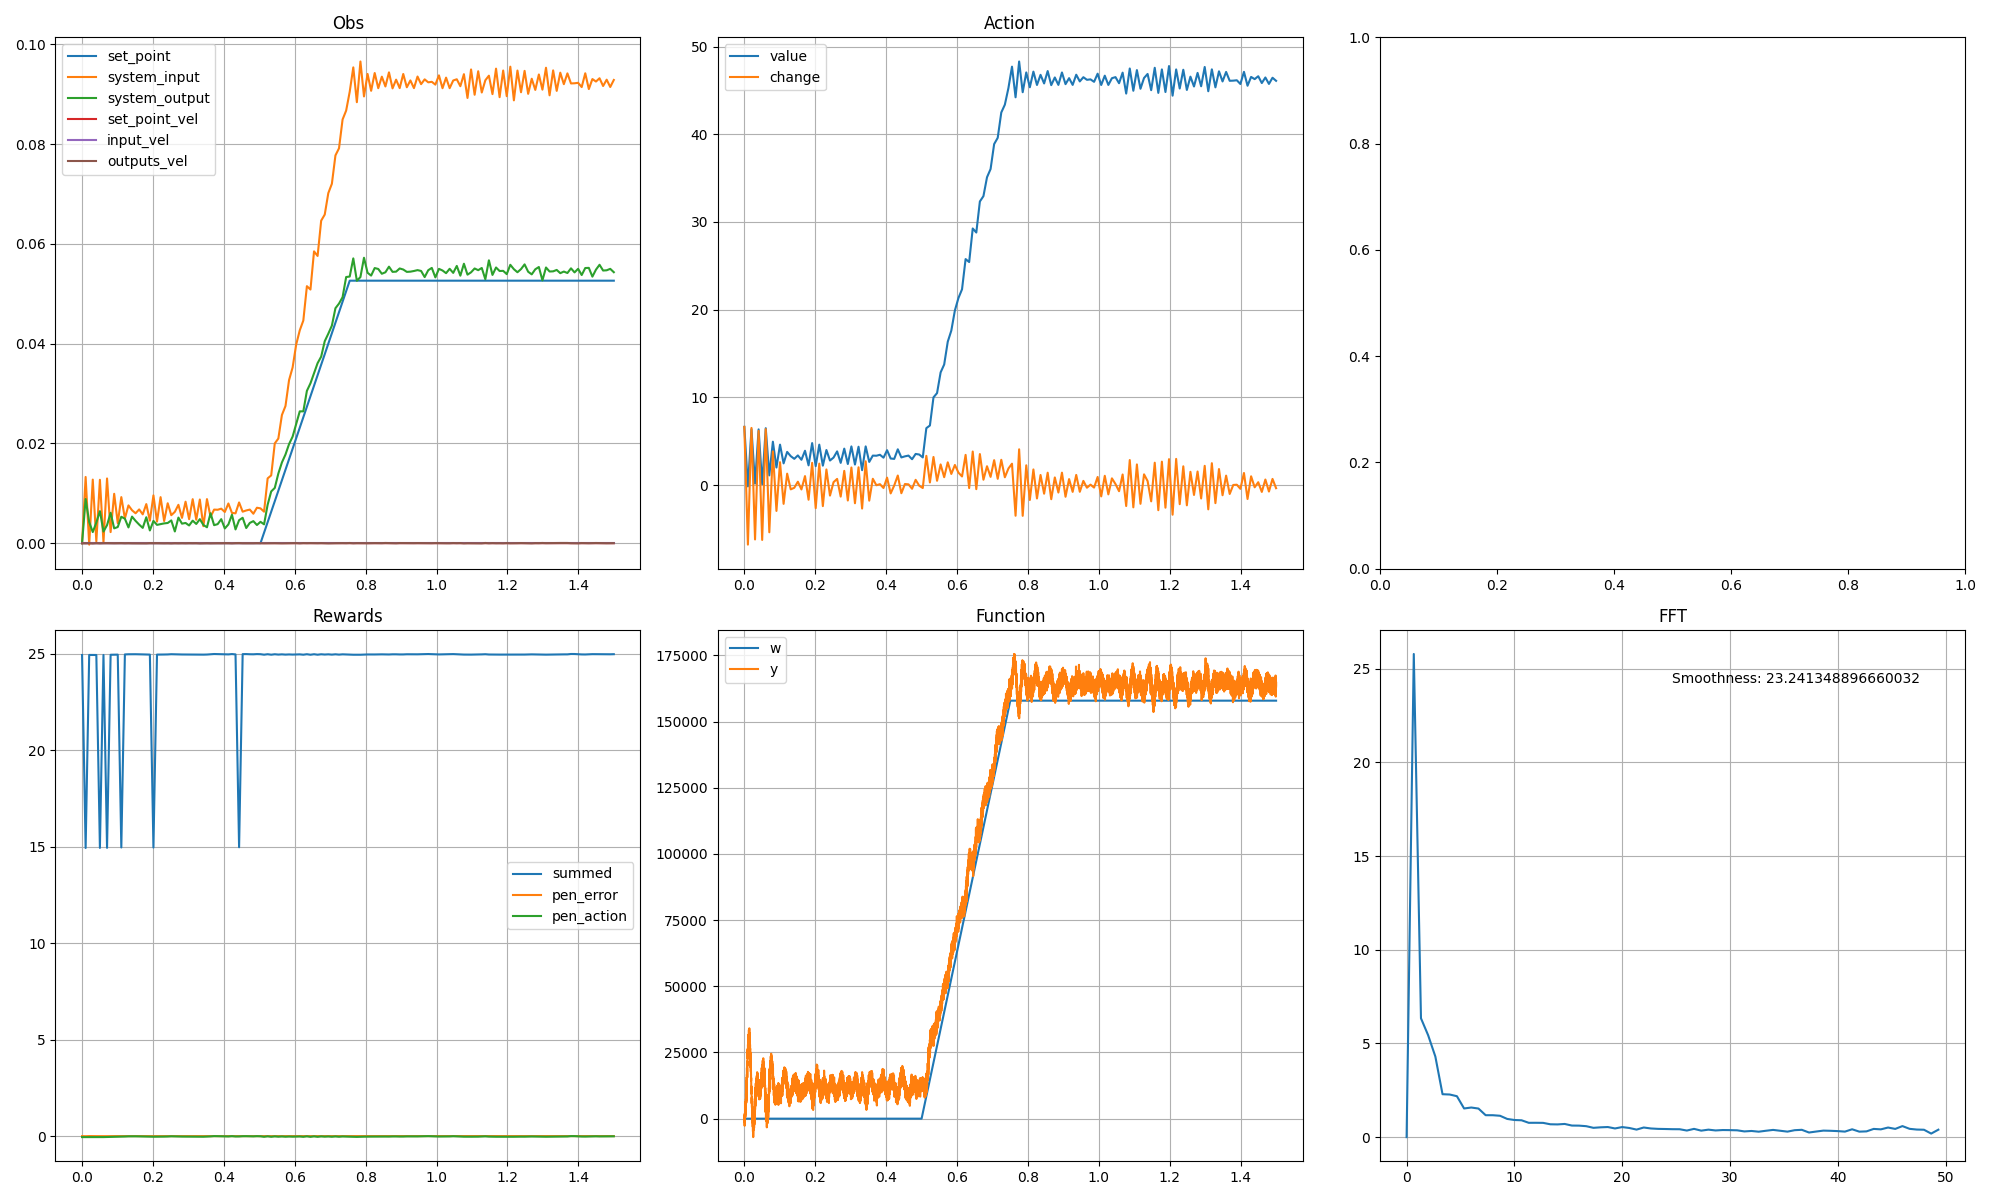 Obs
0.10
0.08
0.06
0.04
0.02
0.00
set_point
system_input
system_output
set_point_vel
input_vel
outputs_vel
0.0 0.2 0.4 0.6 0.8 1.0 1.2 1.4
Action
50
40
30
20
10
0
value
change
0.0 0.2 0.4 0.6 0.8 1.0 1.2 1.4
1.0
0.8
0.6
0.4
0.2
0.0
0.0 0.2 0.4 0.6 0.8 1.0
Rewards
25
20
15
10
5
0
summed
pen_error
pen_action
0.0 0.2 0.4 0.6 0.8 1.0 1.2 1.4
Function
175000
150000
125000
100000
75000
50000
25000
0
w
y
0.0 0.2 0.4 0.6 0.8 1.0 1.2 1.4
FFT
25
20
15
10
5
0
Smoothness: 23.241348896660032
0 10 20 30 40 50